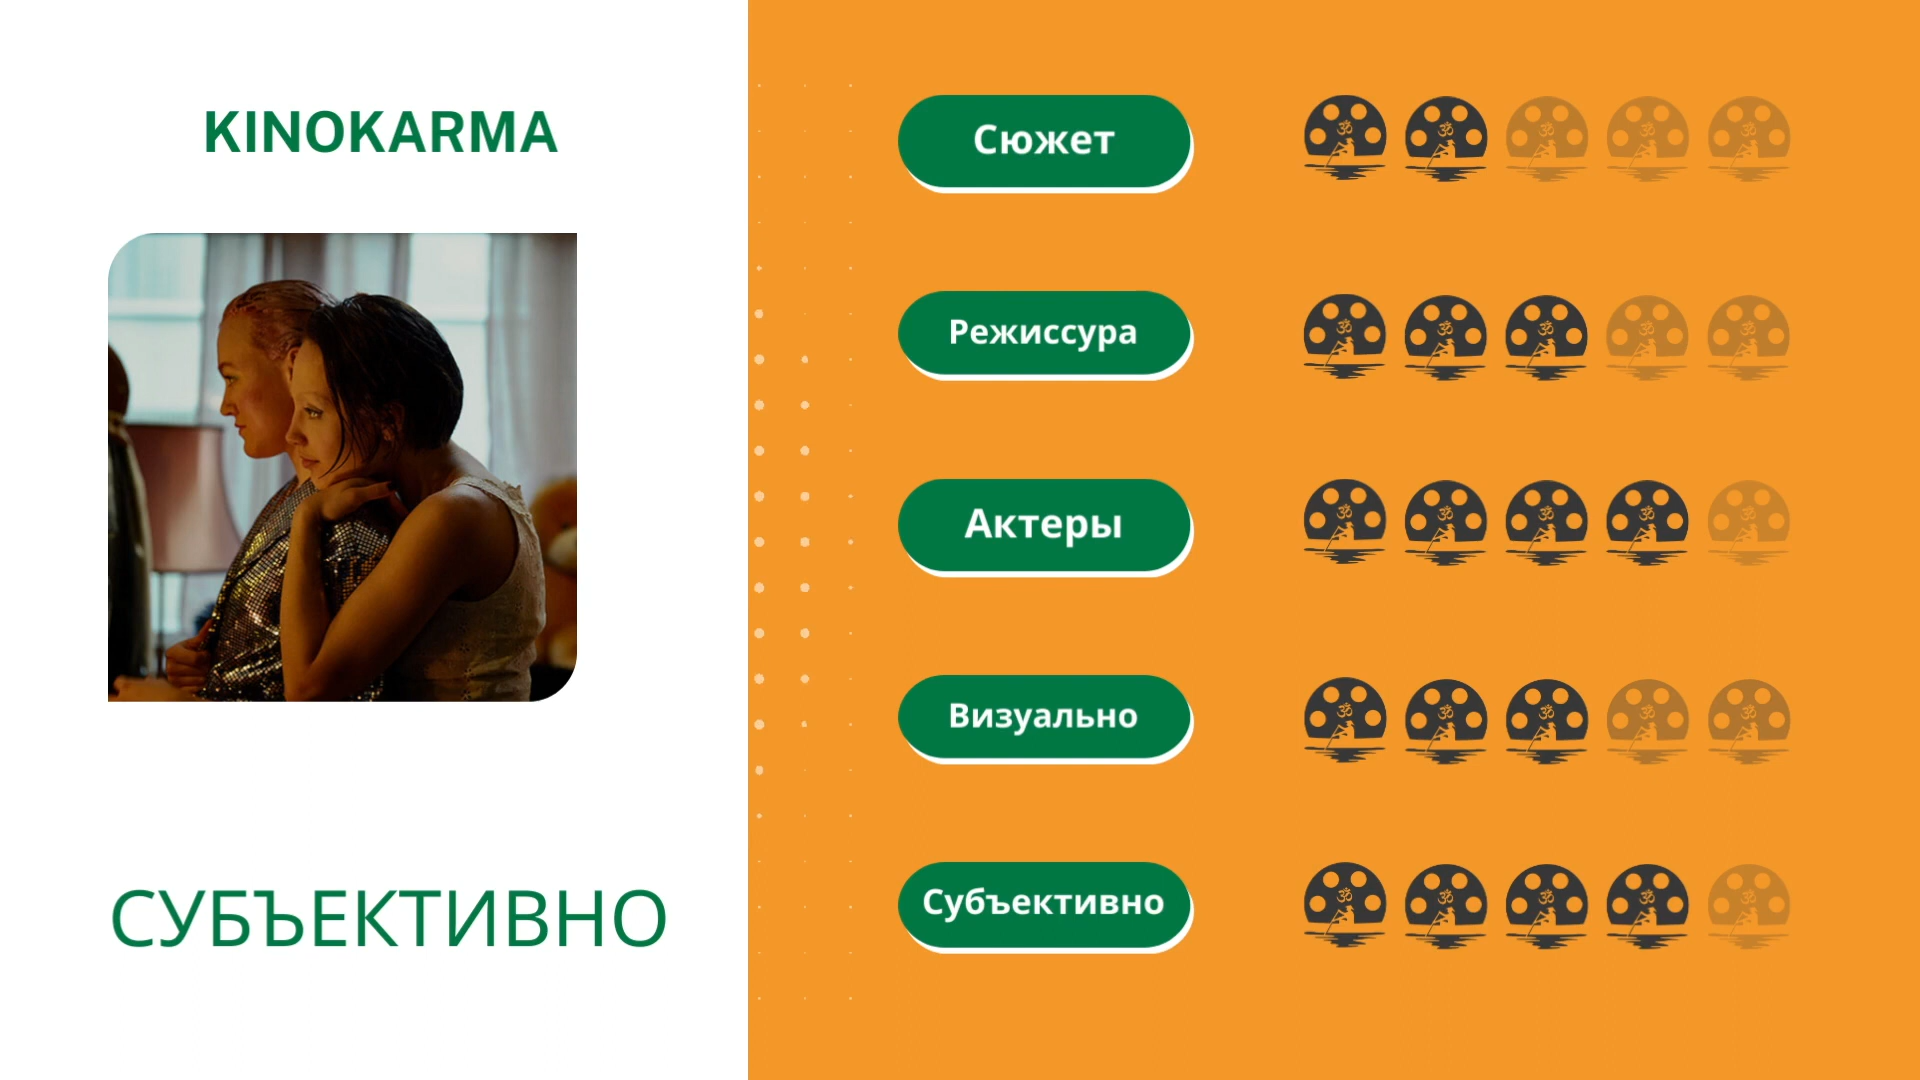 KINOKARMA
СУБЪЕКТИВНО
Сюжет
Режиссура
Актеры
Визуально
Субъективно